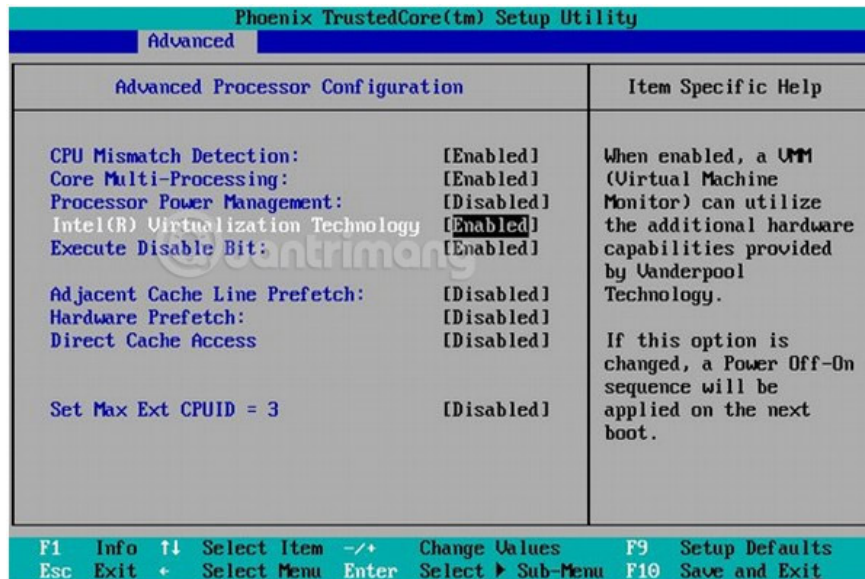 Phoenix TrustedCore(tm) Setup Utility
Advanced
Advanced Processor Configuration
Item Specific Help
CPU Mismatch Detection: [Enabled]
Core Multi-Processing: [Enabled]
Processor Power Management: [Disabled]
Intel(R) Virtualization Technology [Enabled]
Execute Disable Bit: [Enabled]
Adjacent Cache Line Prefetch: [Disabled]
Hardware Prefetch: [Disabled]
Direct Cache Access [Disabled]
Set Max Ext CPUID = 3 [Disabled]
When enabled, a VMM
(Virtual Machine
Monitor) can utilize
the additional hardware
capabilities provided
by Vanderpool
Technology.
If this option is
changed, a Power Off-On
sequence will be
applied on the next
boot.
@uantrimang
F1 Info ↑↓ Select Item -/+ Change Values F9 Setup Defaults
Esc Exit ← Select Menu Enter Select ▶ Sub-Menu F10 Save and Exit